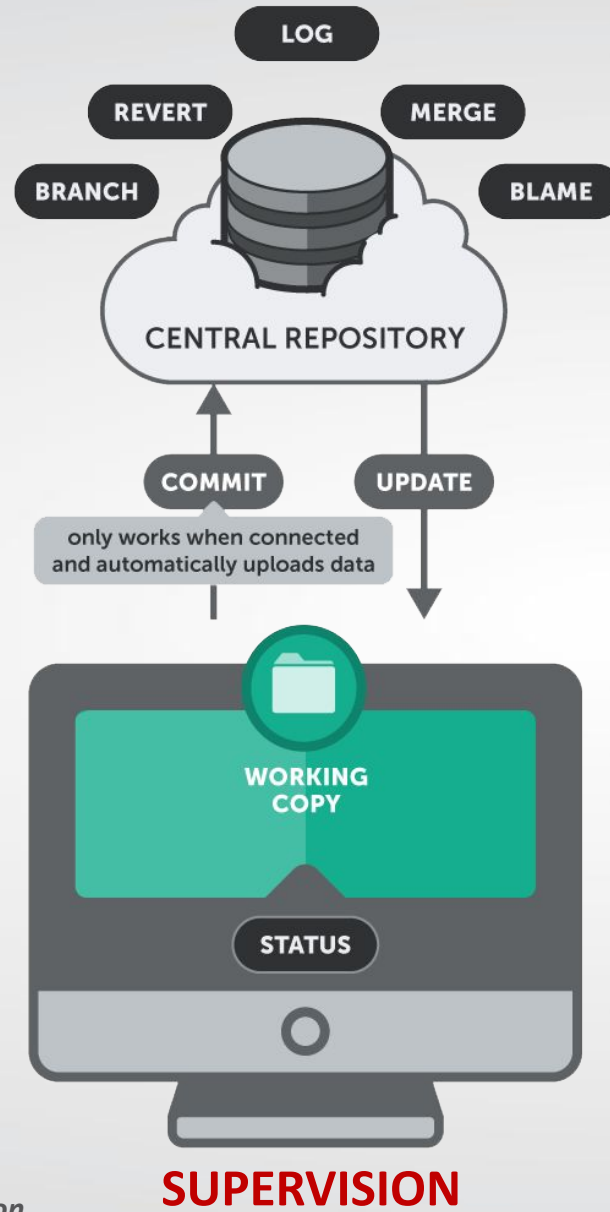 LOG
REVERT
MERGE
BRANCH
BLAME
CENTRAL REPOSITORY
COMMIT
UPDATE
only works when connected
and automatically uploads data
WORKING
COPY
STATUS
SUPERVISION